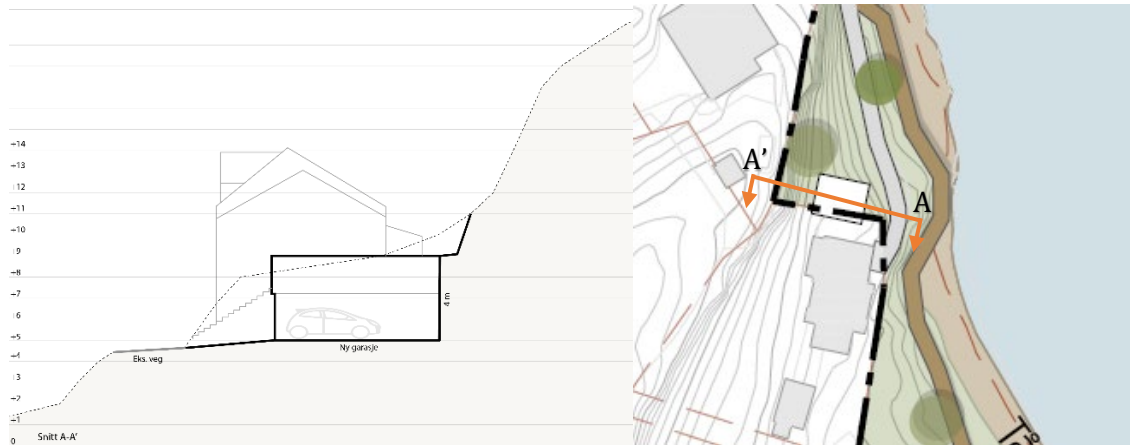 +14
+13
+12
+11
+10
+9
+8
+7
+6
+5
+4
+3
+2
+1
0
4 m
Eks. veg
Ny garasje
Snitt A-A'
A'
A